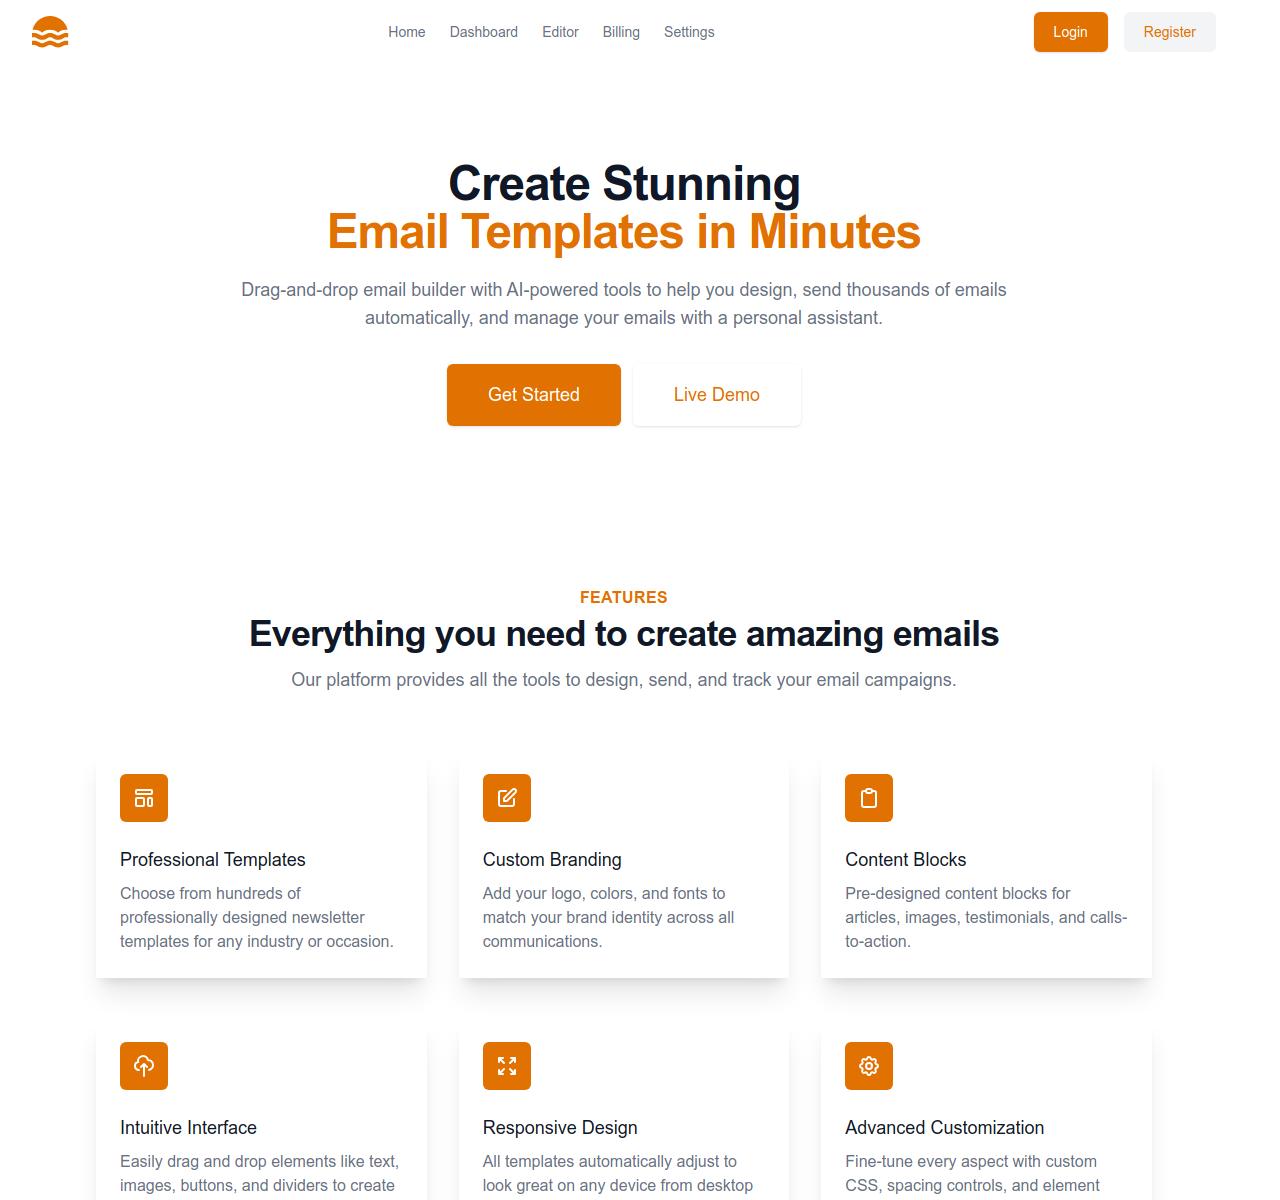 Home Dashboard Editor Billing Settings Login Register
Create Stunning
Email Templates in Minutes
Drag-and-drop email builder with AI-powered tools to help you design, send thousands of emails
automatically, and manage your emails with a personal assistant.
Get Started Live Demo
FEATURES
Everything you need to create amazing emails
Our platform provides all the tools to design, send, and track your email campaigns.
Professional Templates
Choose from hundreds of
professionally designed newsletter
templates for any industry or occasion.
Custom Branding
Add your logo, colors, and fonts to
match your brand identity across all
communications.
Content Blocks
Pre-designed content blocks for
articles, images, testimonials, and calls-
to-action.
Intuitive Interface
Easily drag and drop elements like text,
images, buttons, and dividers to create
Responsive Design
All templates automatically adjust to
look great on any device from desktop
Advanced Customization
Fine-tune every aspect with custom
CSS, spacing controls, and element